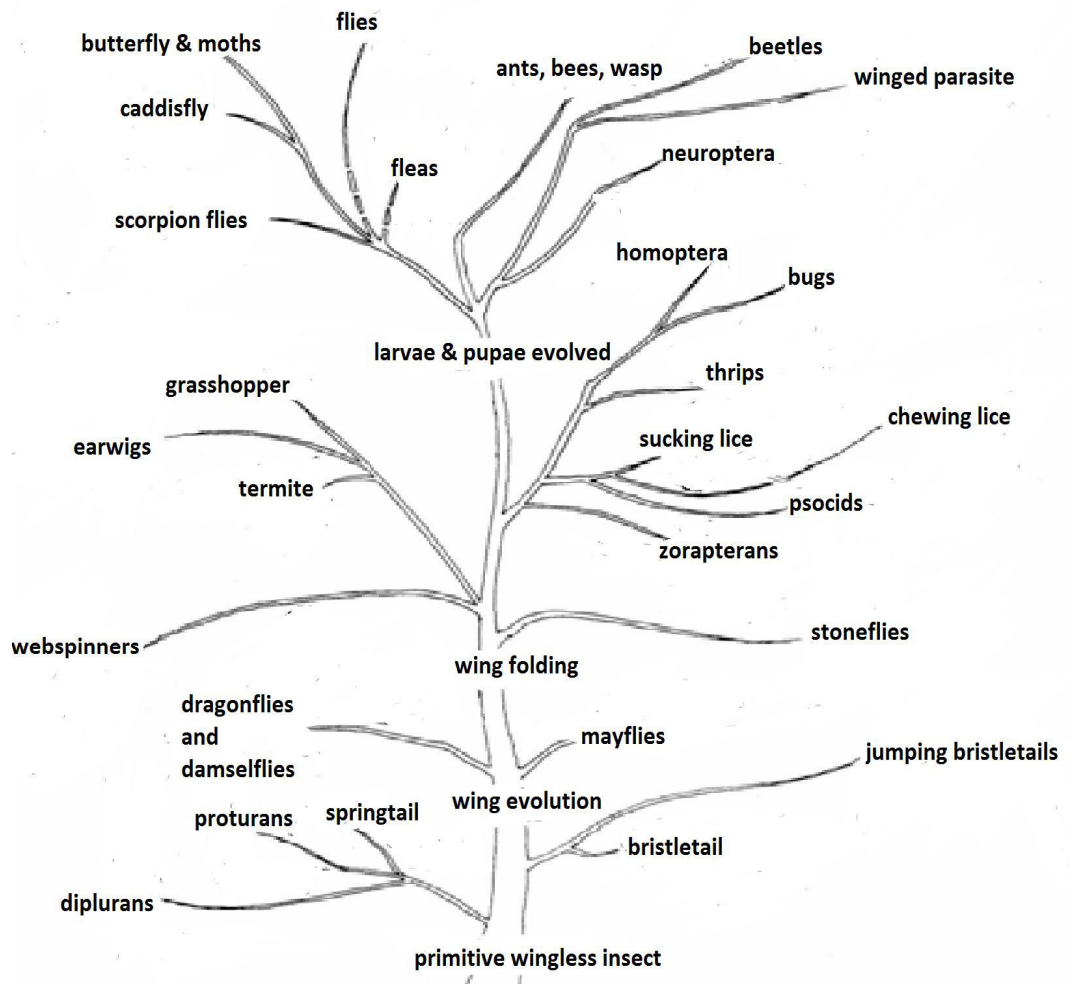 flies
butterfly & moths
beetles
ants, bees, wasp
winged parasite
caddisfly
neuroptera
fleas
scorpion flies
homoptera
bugs
larvae & pupae evolved
thrips
grasshopper
chewing lice
sucking lice
earwigs
termite
psocids
zorapterans
stoneflies
webspinners
wing folding
dragonflies
and
damselflies
mayflies
jumping bristletails
wing evolution
springtail
proturans
bristletail
diplurans
primitive wingless insect